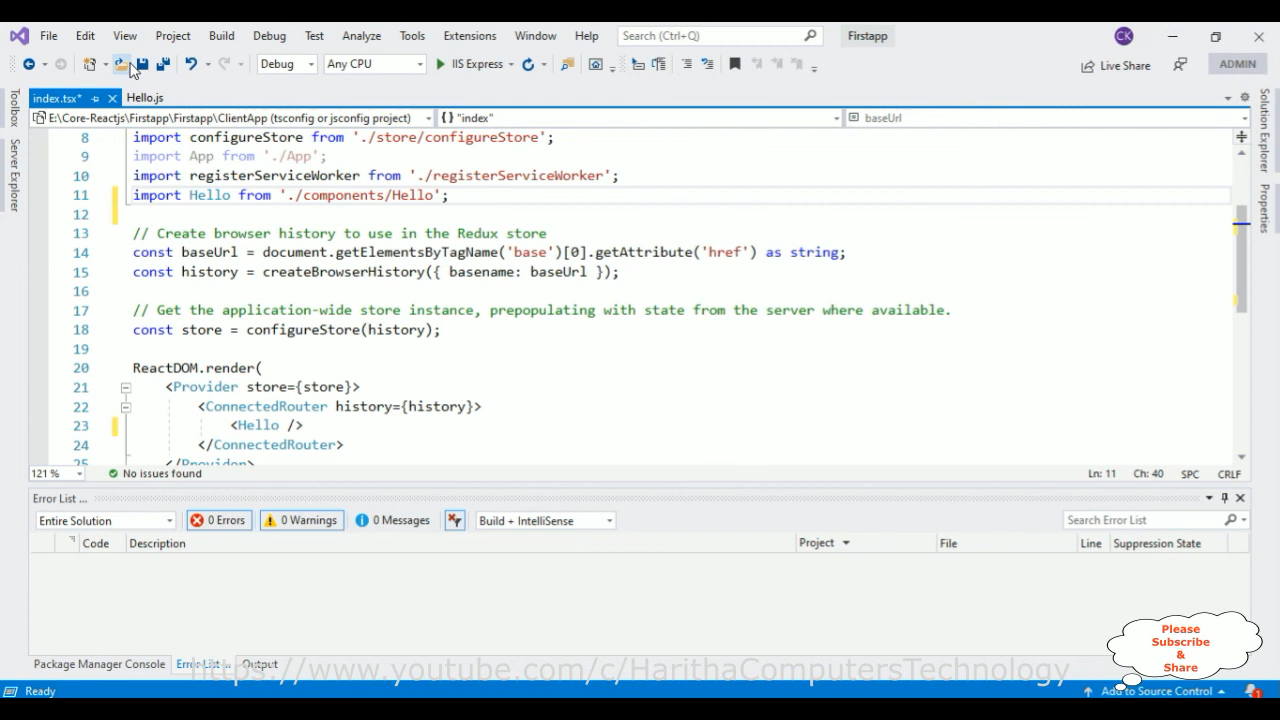 File Edit View Project Build Debug Test Analyze Tools Extensions Window Help Search (Ctrl+Q) Firstapp CK
Debug Any CPU IIS Express Live Share ADMIN
index.tsx* Hello.js
E:\Core-Reactjs\Firstapp\Firstapp\ClientApp (tsconfig or jsconfig project) {} "index" baseUrl
Toolbox
Server Explorer
Solution Explorer
Properties
8 import configureStore from './store/configureStore';
9 import App from './App';
10 import registerServiceWorker from './registerServiceWorker';
11 import Hello from './components/Hello';
12
13 // Create browser history to use in the Redux store
14 const baseUrl = document.getElementsByTagName('base')[0].getAttribute('href') as string;
15 const history = createBrowserHistory({ basename: baseUrl });
16
17 // Get the application-wide store instance, prepopulating with state from the server where available.
18 const store = configureStore(history);
19
20 ReactDOM.render(
21 <Provider store={store}>
22 <ConnectedRouter history={history}>
23 <Hello />
24 </ConnectedRouter>
25 </Provider>
121 % No issues found Ln: 11 Ch: 40 SPC CRLF
Error List ...
Entire Solution 0 Errors 0 Warnings 0 Messages Build + IntelliSense Search Error List
Code Description Project File Line Suppression State
Please
Subscribe
&
Share
Package Manager Console Error List ... Output
https://www.youtube.com/c/HarithaComputersTechnology
Ready Add to Source Control 1